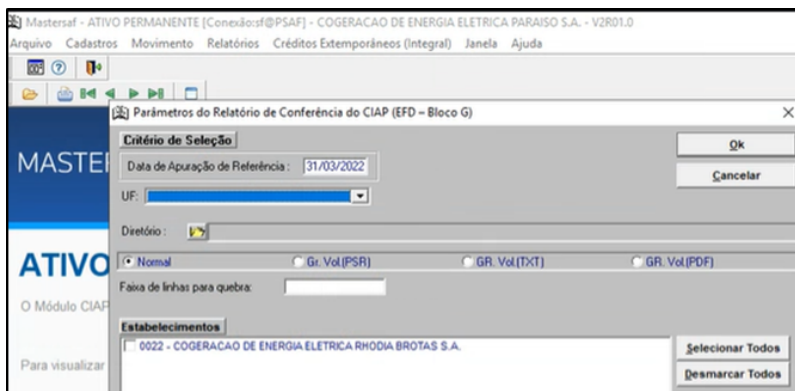 Mastersaf - ATIVO PERMANENTE [Conexão:sf@PSAF] - COGERACAO DE ENERGIA ELETRICA PARAISO S.A. - V2R01.0
Arquivo Cadastros Movimento Relatórios Créditos Extemporâneos (Integral) Janela Ajuda
Parâmetros do Relatório de Conferência do CIAP (EFD – Bloco G)
Critério de Seleção
Ok
Data de Apuração de Referência : 31/03/2022
Cancelar
MASTE
UF:
Diretório :
ATIVO
Normal Gr. Vol.(PSR) GR. Vol.(TXT) GR. Vol.(PDF)
Faixa de linhas para quebra:
O Módulo CIAP
Estabelecimentos
0022 - COGERACAO DE ENERGIA ELETRICA RHODIA BROTAS S.A.
Selecionar Todos
Para visualizar
Desmarcar Todos